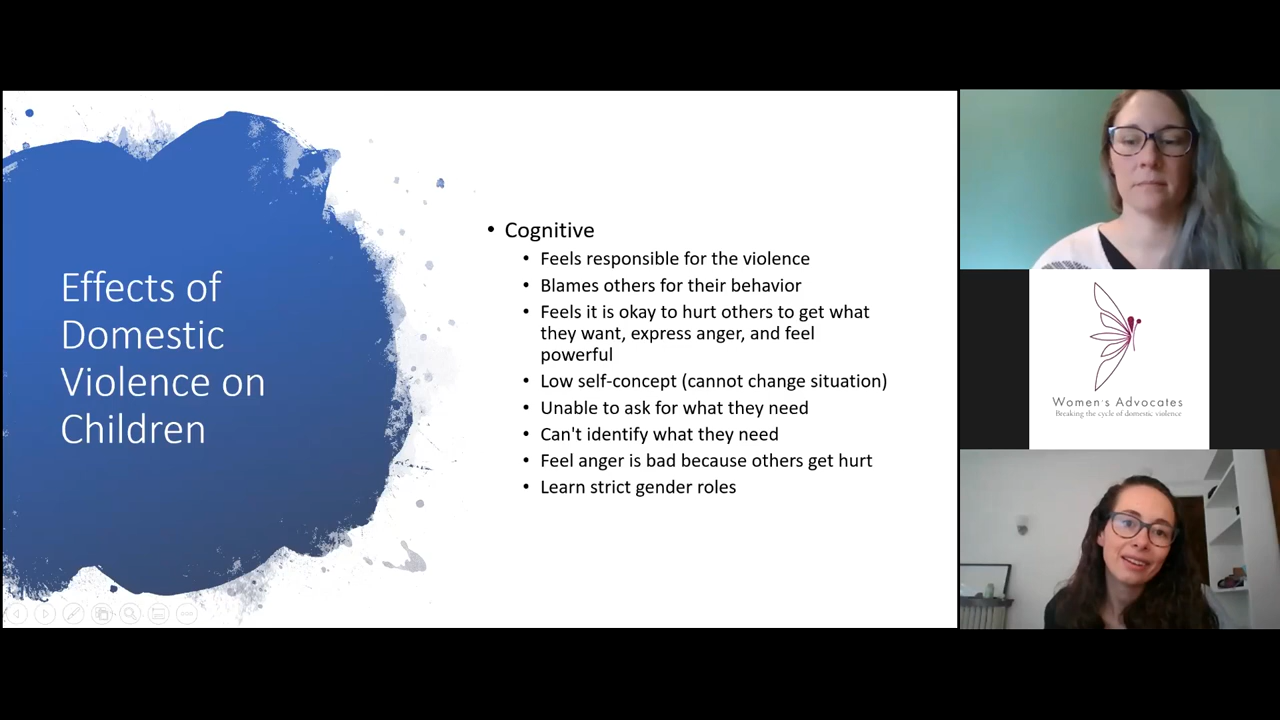 Effects of
Domestic
Violence on
Children
• Cognitive
• Feels responsible for the violence
• Blames others for their behavior
• Feels it is okay to hurt others to get what
they want, express anger, and feel
powerful
• Low self-concept (cannot change situation)
• Unable to ask for what they need
• Can't identify what they need
• Feel anger is bad because others get hurt
• Learn strict gender roles
Women's Advocates
Breaking the cycle of domestic violence